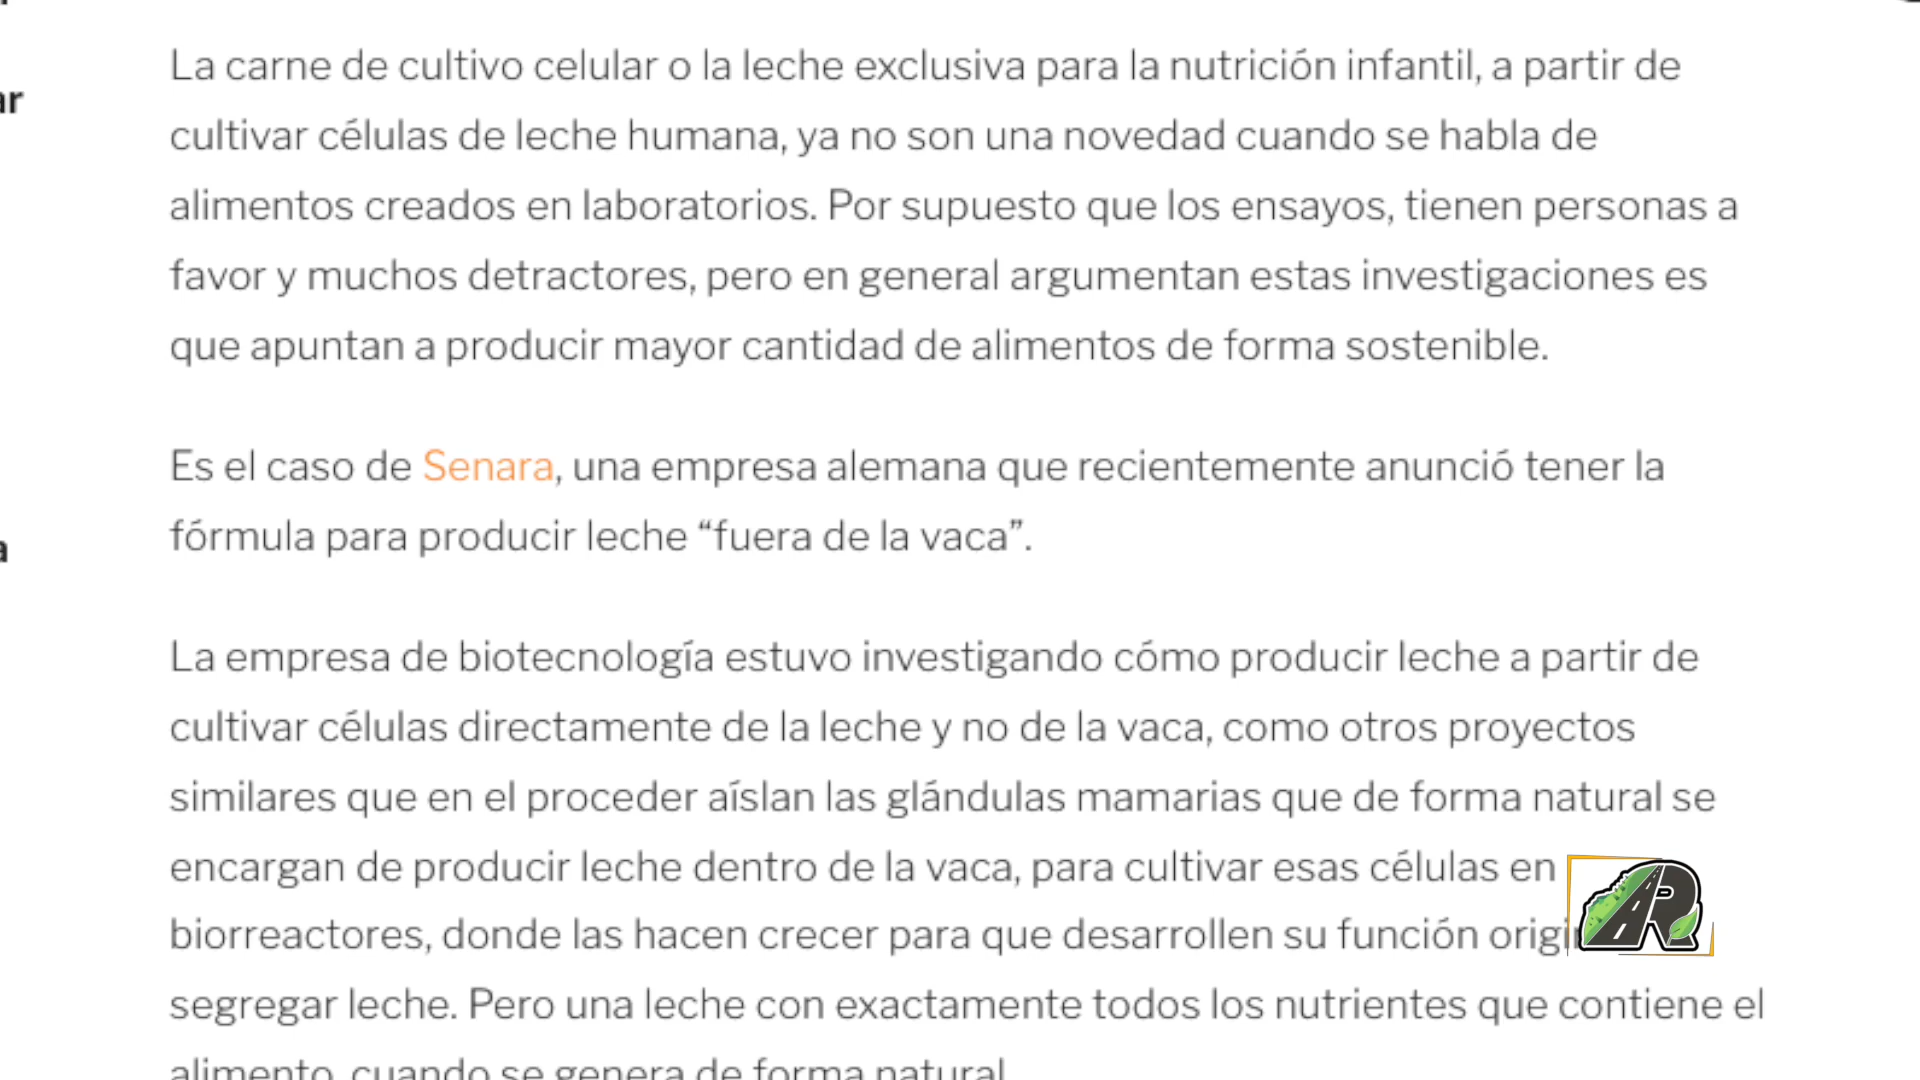 ar
La carne de cultivo celular o la leche exclusiva para la nutrición infantil, a partir de
cultivar células de leche humana, ya no son una novedad cuando se habla de
alimentos creados en laboratorios. Por supuesto que los ensayos, tienen personas a
favor y muchos detractores, pero en general argumentan estas investigaciones es
que apuntan a producir mayor cantidad de alimentos de forma sostenible.
Es el caso de Senara, una empresa alemana que recientemente anunció tener la
fórmula para producir leche “fuera de la vaca”.
a
La empresa de biotecnología estuvo investigando cómo producir leche a partir de
cultivar células directamente de la leche y no de la vaca, como otros proyectos
similares que en el proceder aíslan las glándulas mamarias que de forma natural se
encargan de producir leche dentro de la vaca, para cultivar esas células en
biorreactores, donde las hacen crecer para que desarrollen su función
segregar leche. Pero una leche con exactamente todos los nutrientes que contiene el
alimento, cuando se genera de forma natural
R